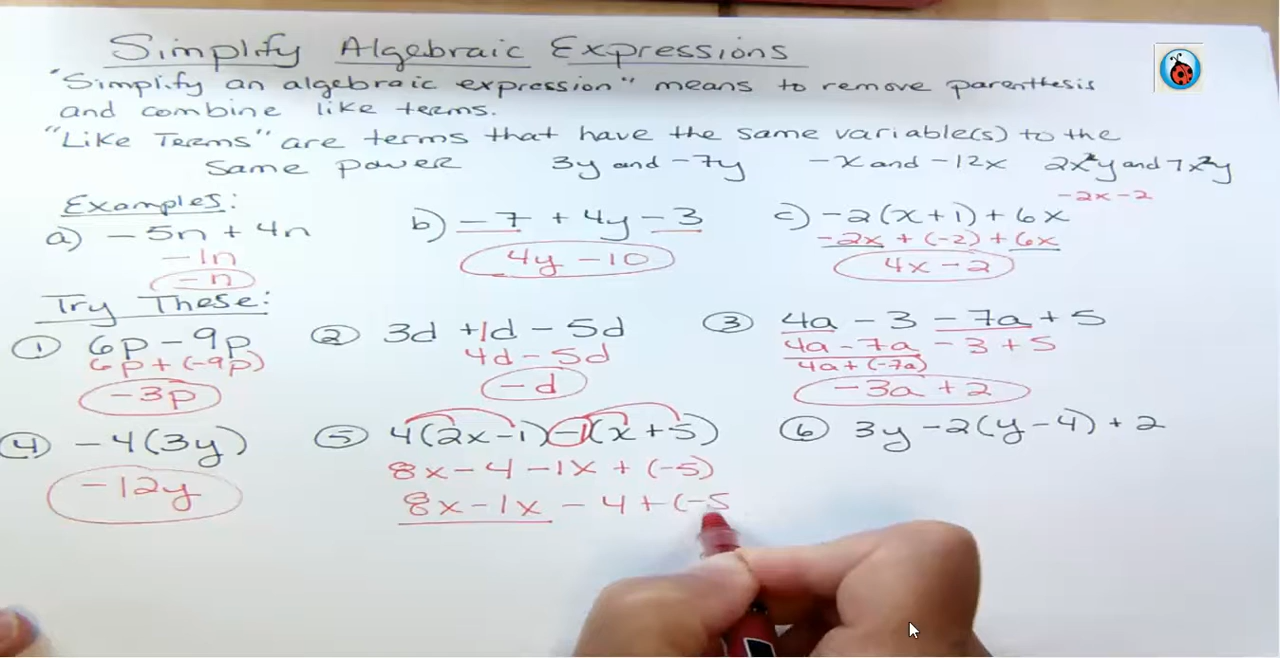 Simplify Algebraic Expressions
"Simplify an algebraic expression" means to remove parenthesis
and combine like terms.
"Like Terms" are terms that have the same variable(s) to the
same power 3y and -7y -x and -12x 2x²y and 7x²y
Examples:
a) -5n + 4n
-1n
-n
b) -7 + 4y - 3
4y - 10
c) -2(x+1) + 6x
-2x - 2
-2x + (-2) + 6x
4x - 2
Try These:
① 6p - 9p
6p + (-9p)
-3p
② 3d +1d - 5d
4d - 5d
-d
③ 4a - 3 - 7a + 5
4a - 7a - 3 + 5
4a + (-7a)
-3a + 2
④ -4(3y)
-12y
⑤ 4(2x-1) -1(x+5)
8x - 4 - 1x + (-5)
8x - 1x - 4 + (-5
⑥ 3y - 2(y - 4) + 2